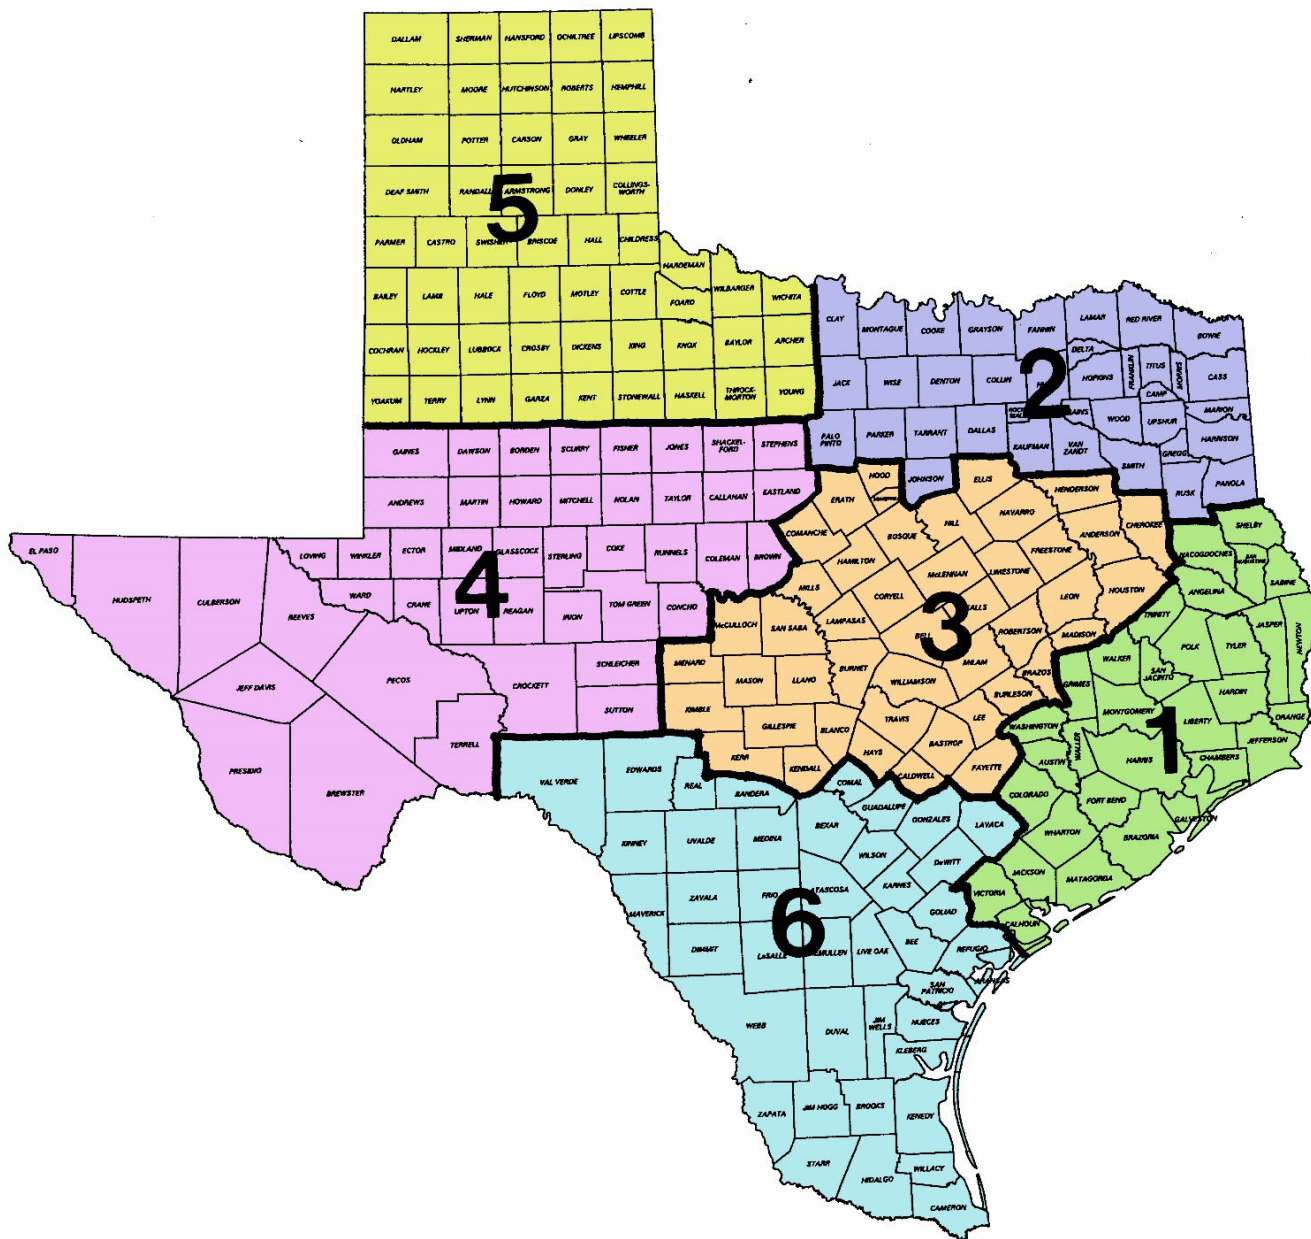 DALLAM SHERMAN HANSFORD OCHILTREE LIPSCOMB
HARTLEY MOORE HUTCHINSON ROBERTS HEMPHILL
OLDHAM POTTER CARSON GRAY WHEELER
DEAF SMITH RANDALL ARMSTRONG DONLEY COLLINGS-
WORTH
5
PARMER CASTRO SWISHER BRISCOE HALL CHILDRESS
HARDEMAN
BAILEY LAMB HALE FLOYD MOTLEY COTTLE FOARD WILBARGER WICHITA
COCHRAN HOCKLEY LUBBOCK CROSBY DICKENS KING KNOX BAYLOR ARCHER
YOAKUM TERRY LYNN GARZA KENT STONEWALL HASKELL THROCK-
MORTON YOUNG
CLAY MONTAGUE COOKE GRAYSON FANNIN LAMAR RED RIVER BOWIE
DELTA
JACK WISE DENTON COLLIN HOPKINS FRANKLIN TITUS MORRIS CASS
2
CAMP
PALO
PINTO PARKER TARRANT DALLAS KAUFMAN VAN
ZANDT WOOD UPSHUR MARION
HARRISON
SMITH GREGG
RUSK PANOLA
JOHNSON
GAINES DAWSON BORDEN SCURRY FISHER JONES SHACKEL-
FORD STEPHENS
ANDREWS MARTIN HOWARD MITCHELL NOLAN TAYLOR CALLAHAN EASTLAND
EL PASO HUDSPETH CULBERSON REEVES LOVING WINKLER ECTOR MIDLAND GLASSCOCK STERLING COKE RUNNELS COLEMAN BROWN
4
WARD CRANE UPTON REAGAN IRION TOM GREEN CONCHO
JEFF DAVIS PECOS CROCKETT SCHLEICHER
SUTTON
PRESIDIO BREWSTER TERRELL
HOOD ELLIS
ERATH HENDERSON
COMANCHE BOSQUE HILL NAVARRO ANDERSON CHEROKEE
HAMILTON McLENNAN LIMESTONE FREESTONE
MILLS CORYELL LEON HOUSTON
McCULLOCH SAN SABA LAMPASAS BELL ROBERTSON MADISON
3
MENARD MASON LLANO BURNET WILLIAMSON MILAM BRAZOS
BURLESON
KIMBLE GILLESPIE BLANCO TRAVIS LEE
KERR KENDALL HAYS BASTROP FAYETTE
CALDWELL
SHELBY
NACOGDOCHES SABINE
ANGELINA
TRINITY JASPER NEWTON
WALKER POLK TYLER
GRIMES SAN
JACINTO
HARDIN
WASHINGTON MONTGOMERY LIBERTY ORANGE
1
AUSTIN WALLER HARRIS CHAMBERS JEFFERSON
COLORADO FORT BEND GALVESTON
WHARTON BRAZORIA
JACKSON MATAGORDA
VICTORIA
CALHOUN
VAL VERDE EDWARDS REAL BANDERA COMAL
GUADALUPE GONZALES LAVACA
KINNEY UVALDE MEDINA BEXAR WILSON DeWITT
MAVERICK ZAVALA FRIO ATASCOSA KARNES
GOLIAD
6
DIMMIT LaSALLE LIVE OAK BEE REFUGIO
ARANSAS
SAN
PATRICIO
WEBB DUVAL JIM
WELLS NUECES
KLEBERG
ZAPATA JIM HOGG BROOKS KENEDY
STARR HIDALGO WILLACY
CAMERON